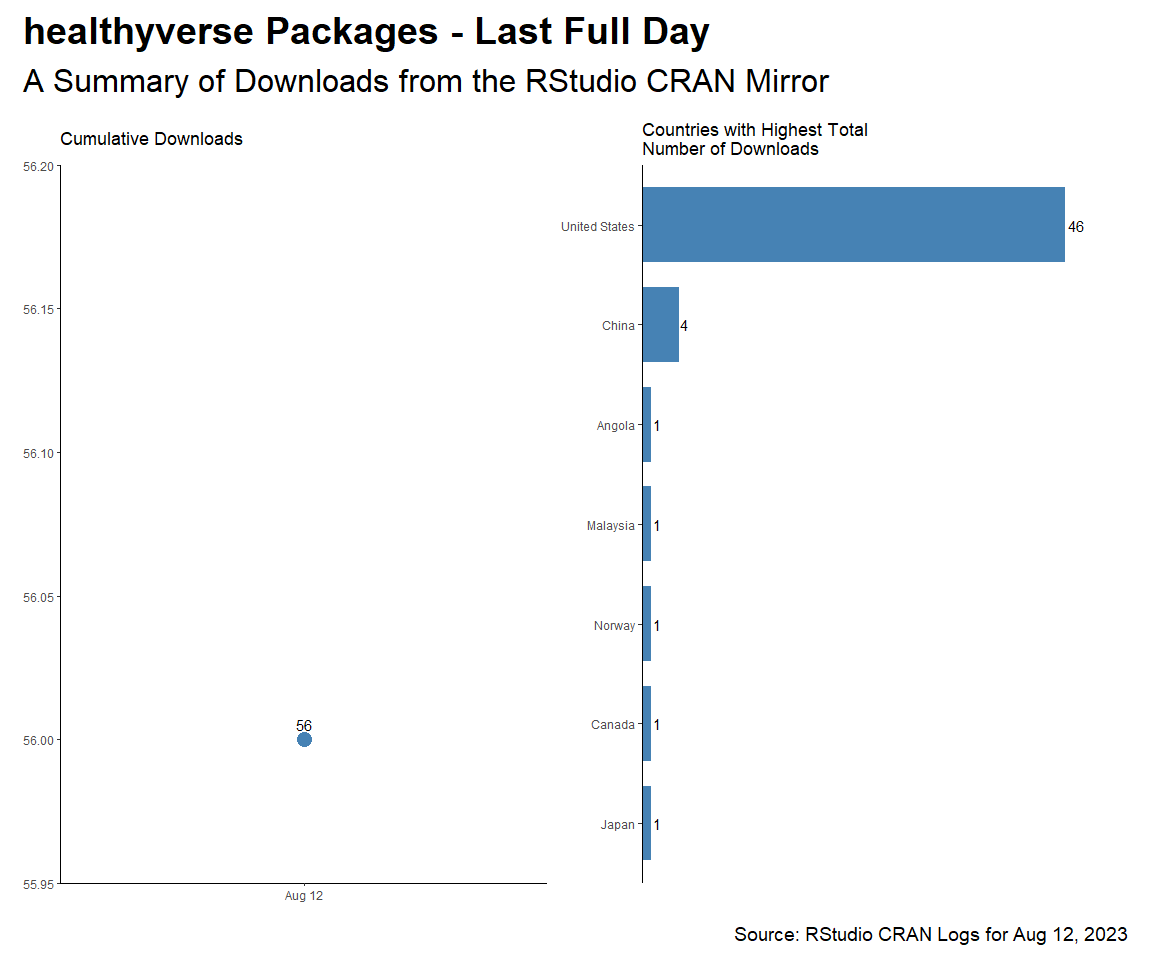 healthyverse Packages - Last Full Day
A Summary of Downloads from the RStudio CRAN Mirror
Cumulative Downloads
56.20
56.15
56.10
56.05
56.00
55.95
56
Aug 12
Countries with Highest Total
Number of Downloads
United States
46
China
4
Angola
1
Malaysia
1
Norway
1
Canada
1
Japan
1
Source: RStudio CRAN Logs for Aug 12, 2023